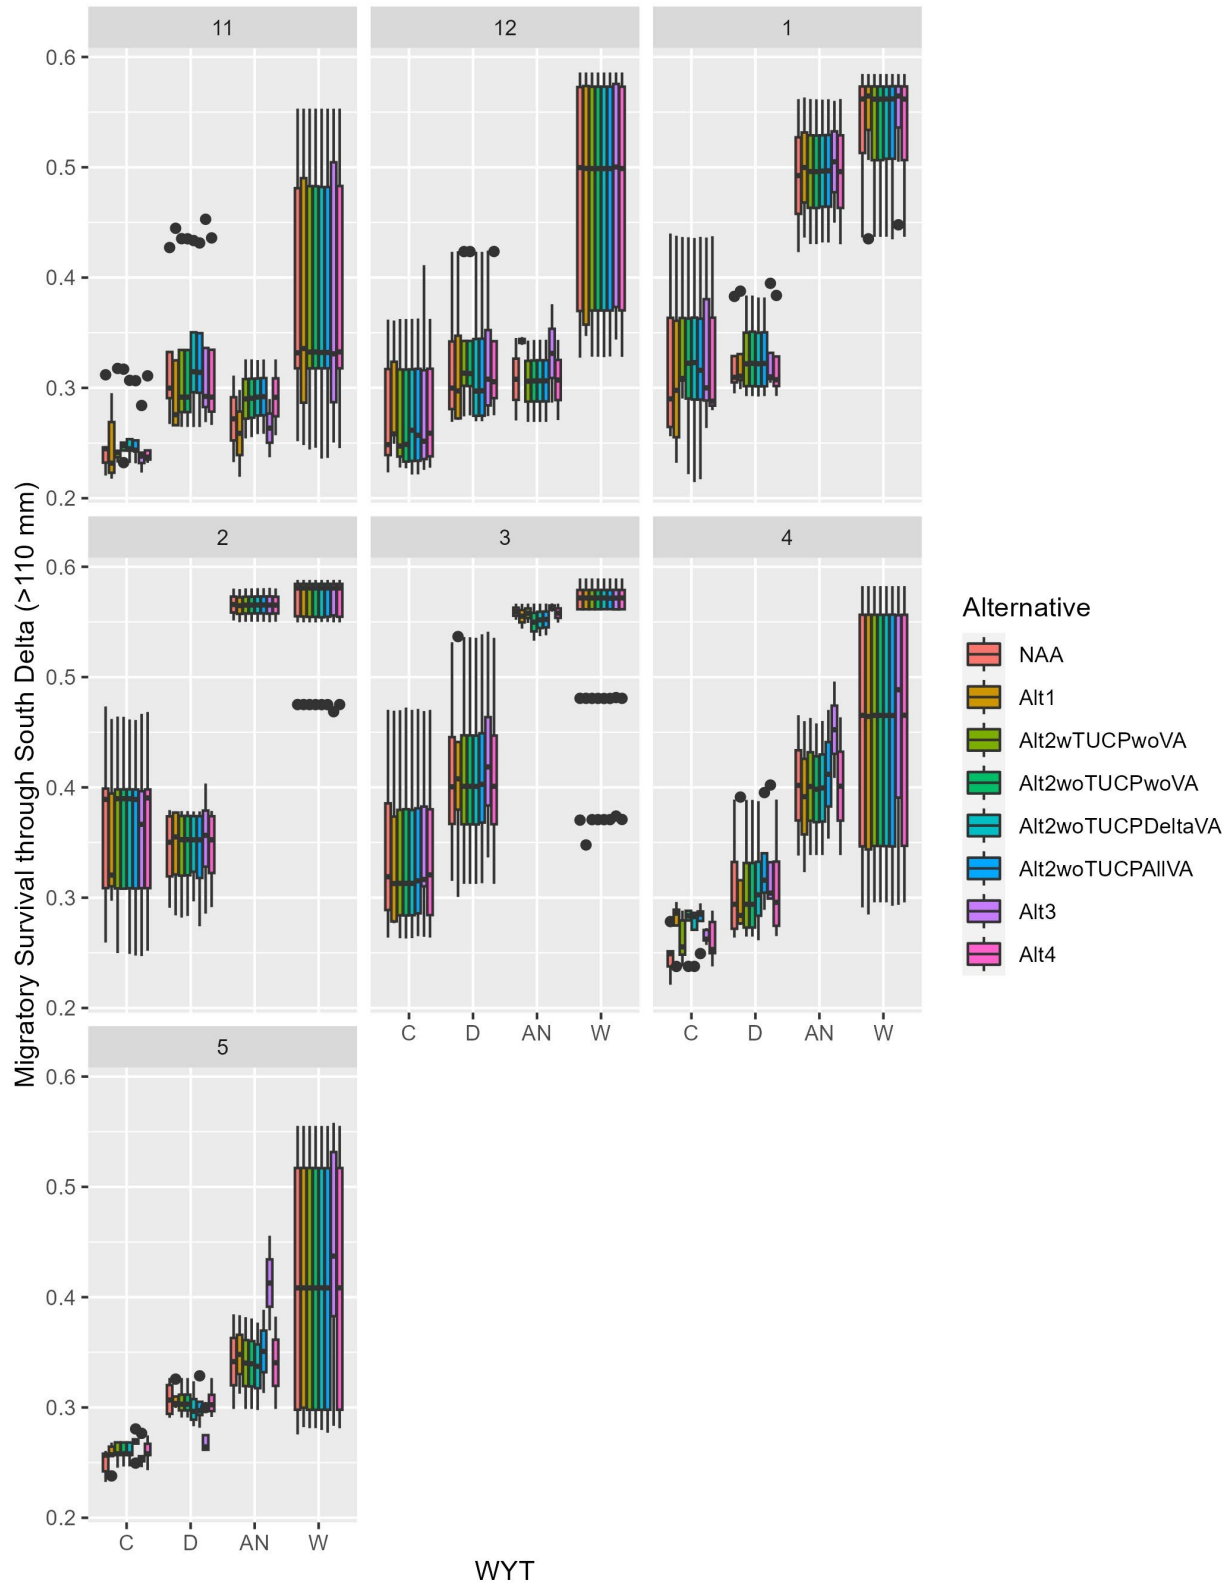 11
12
1
0.6
0.5
0.4
0.3
0.2
2
3
4
0.6
0.5
0.4
0.3
0.2
C
D
AN
W
C
D
AN
W
5
0.6
0.5
0.4
0.3
0.2
C
D
AN
W
WYT
Migratory Survival through South Delta (>110 mm)
Alternative
NAA
Alt1
Alt2wTUCPwoVA
Alt2woTUCPwoVA
Alt2woTUCPDeltaVA
Alt2woTUCPAllVA
Alt3
Alt4